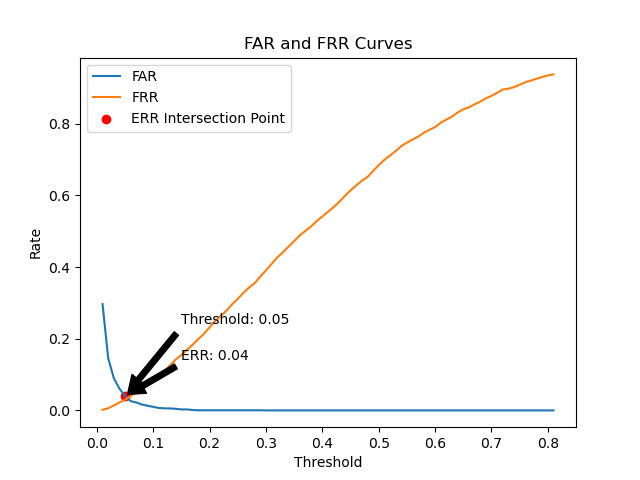 FAR and FRR Curves
FAR
FRR
ERR Intersection Point
Rate
0.8
0.6
0.4
0.2
0.0
Threshold: 0.05
ERR: 0.04
0.0 0.1 0.2 0.3 0.4 0.5 0.6 0.7 0.8
Threshold